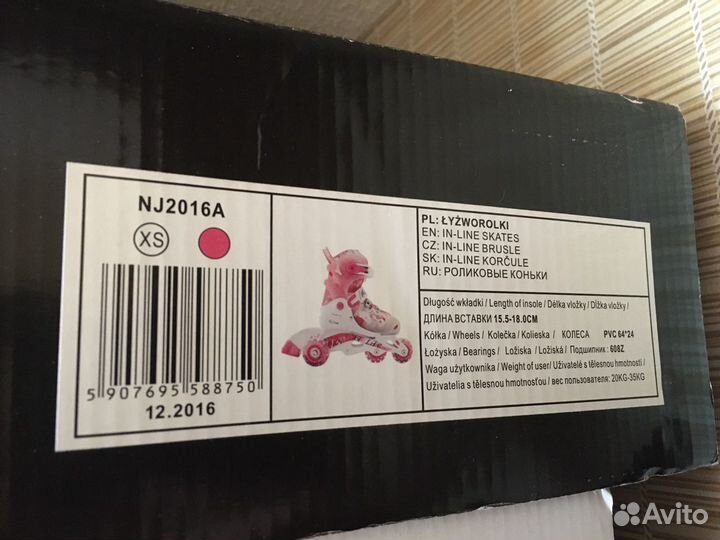 NJ2016A
XS
5 907695 588750
12.2016
PL: ŁYŻWOROLKI
EN: IN-LINE SKATES
CZ: IN-LINE BRUSLE
SK: IN-LINE KORČULE
RU: РОЛИКОВЫЕ КОНЬКИ
Długość wkładki / Length of insole / Délka vložky / Dĺžka vložky /
ДЛИНА ВСТАВКИ 15.5-18.0CM
Kółka / Wheels / Kolečka / Kolieska / КОЛЕСА PVC 64*24
Łożyska / Bearings / Ložiska / Ložiská / Подшипник: 608Z
Waga użytkownika / Weight of user/ Uživatelé s tělesnou hmotností /
Užívatelia s telesnou hmotnosťou / вес пользователя: 20KG-35KG
Avito